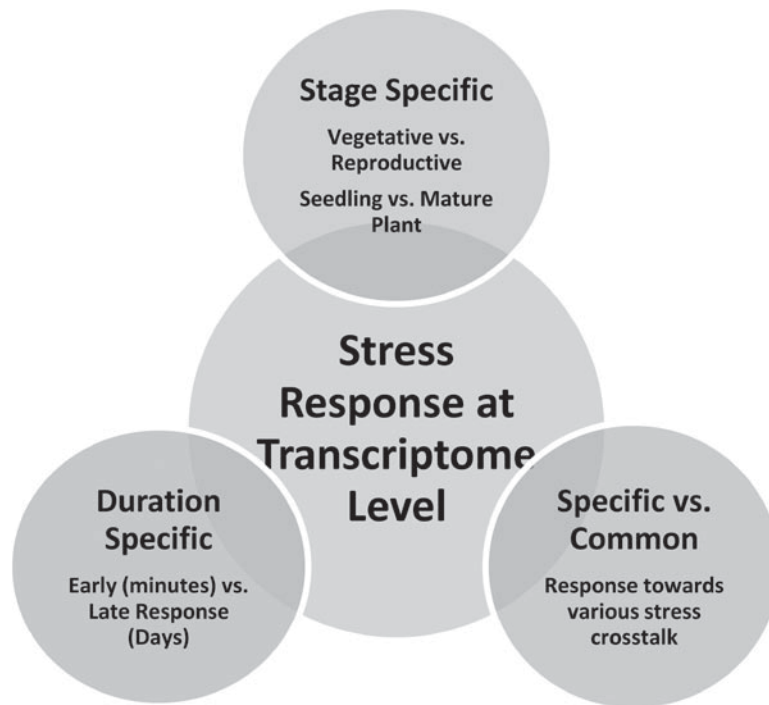 Stage Specific
Vegetative vs.
Reproductive
Seedling vs. Mature
Plant
Stress
Response at
Transcriptome
Level
Duration
Specific
Early (minutes) vs.
Late Response
(Days)
Specific vs.
Common
Response towards
various stress
crosstalk